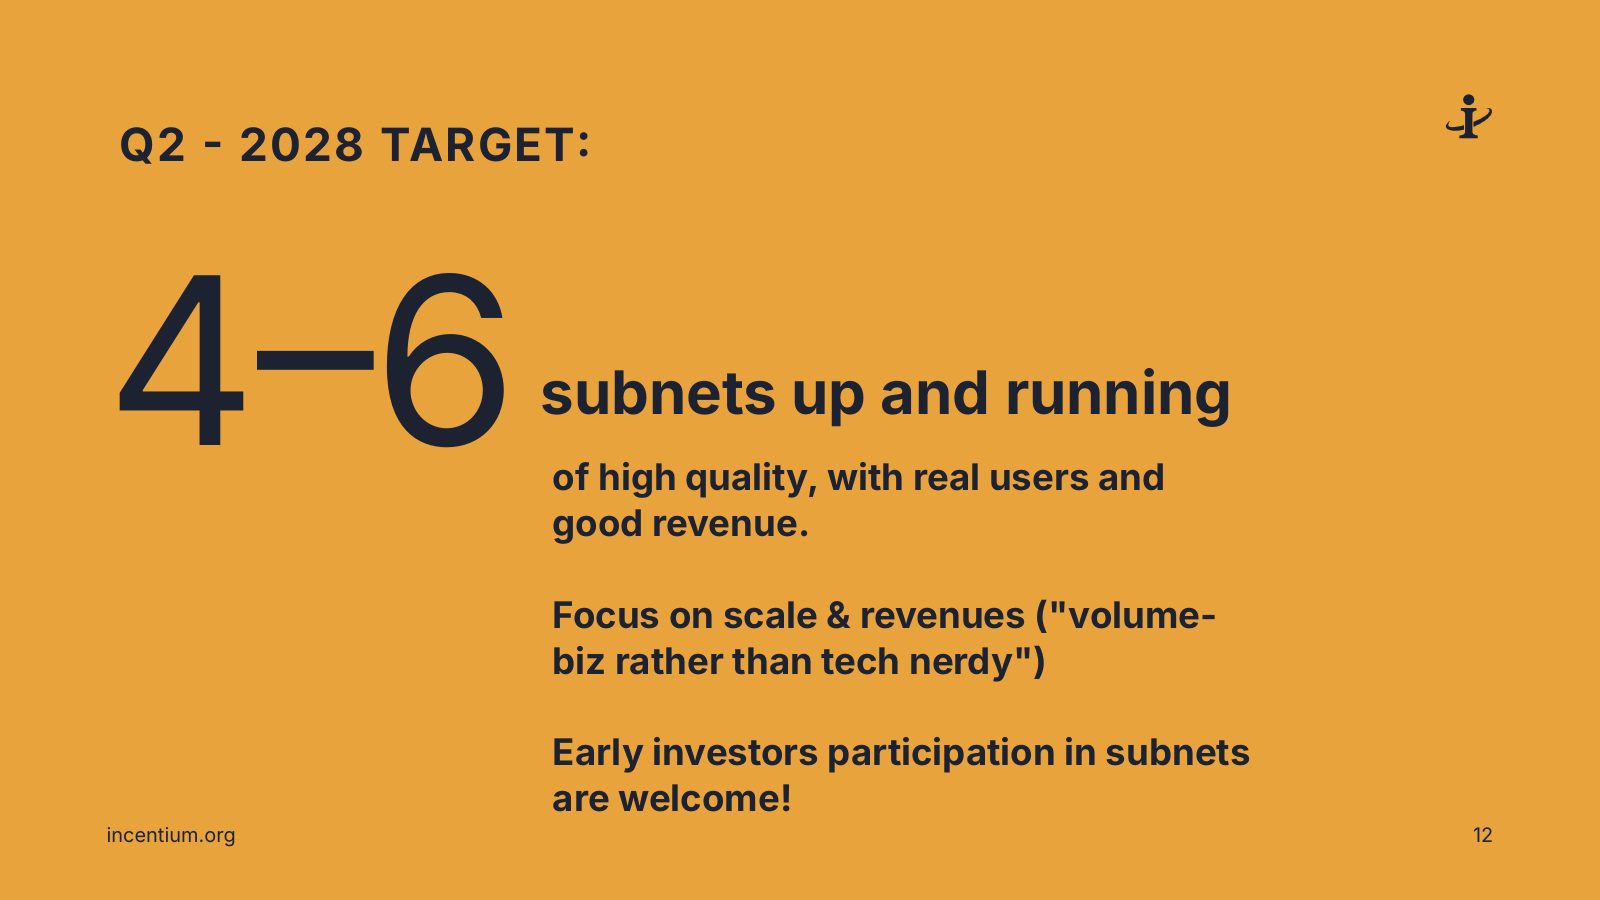 Q2 - 2028 TARGET:
4–6 subnets up and running
of high quality, with real users and
good revenue.
Focus on scale & revenues ("volume-
biz rather than tech nerdy")
Early investors participation in subnets
are welcome!
incentium.org
12